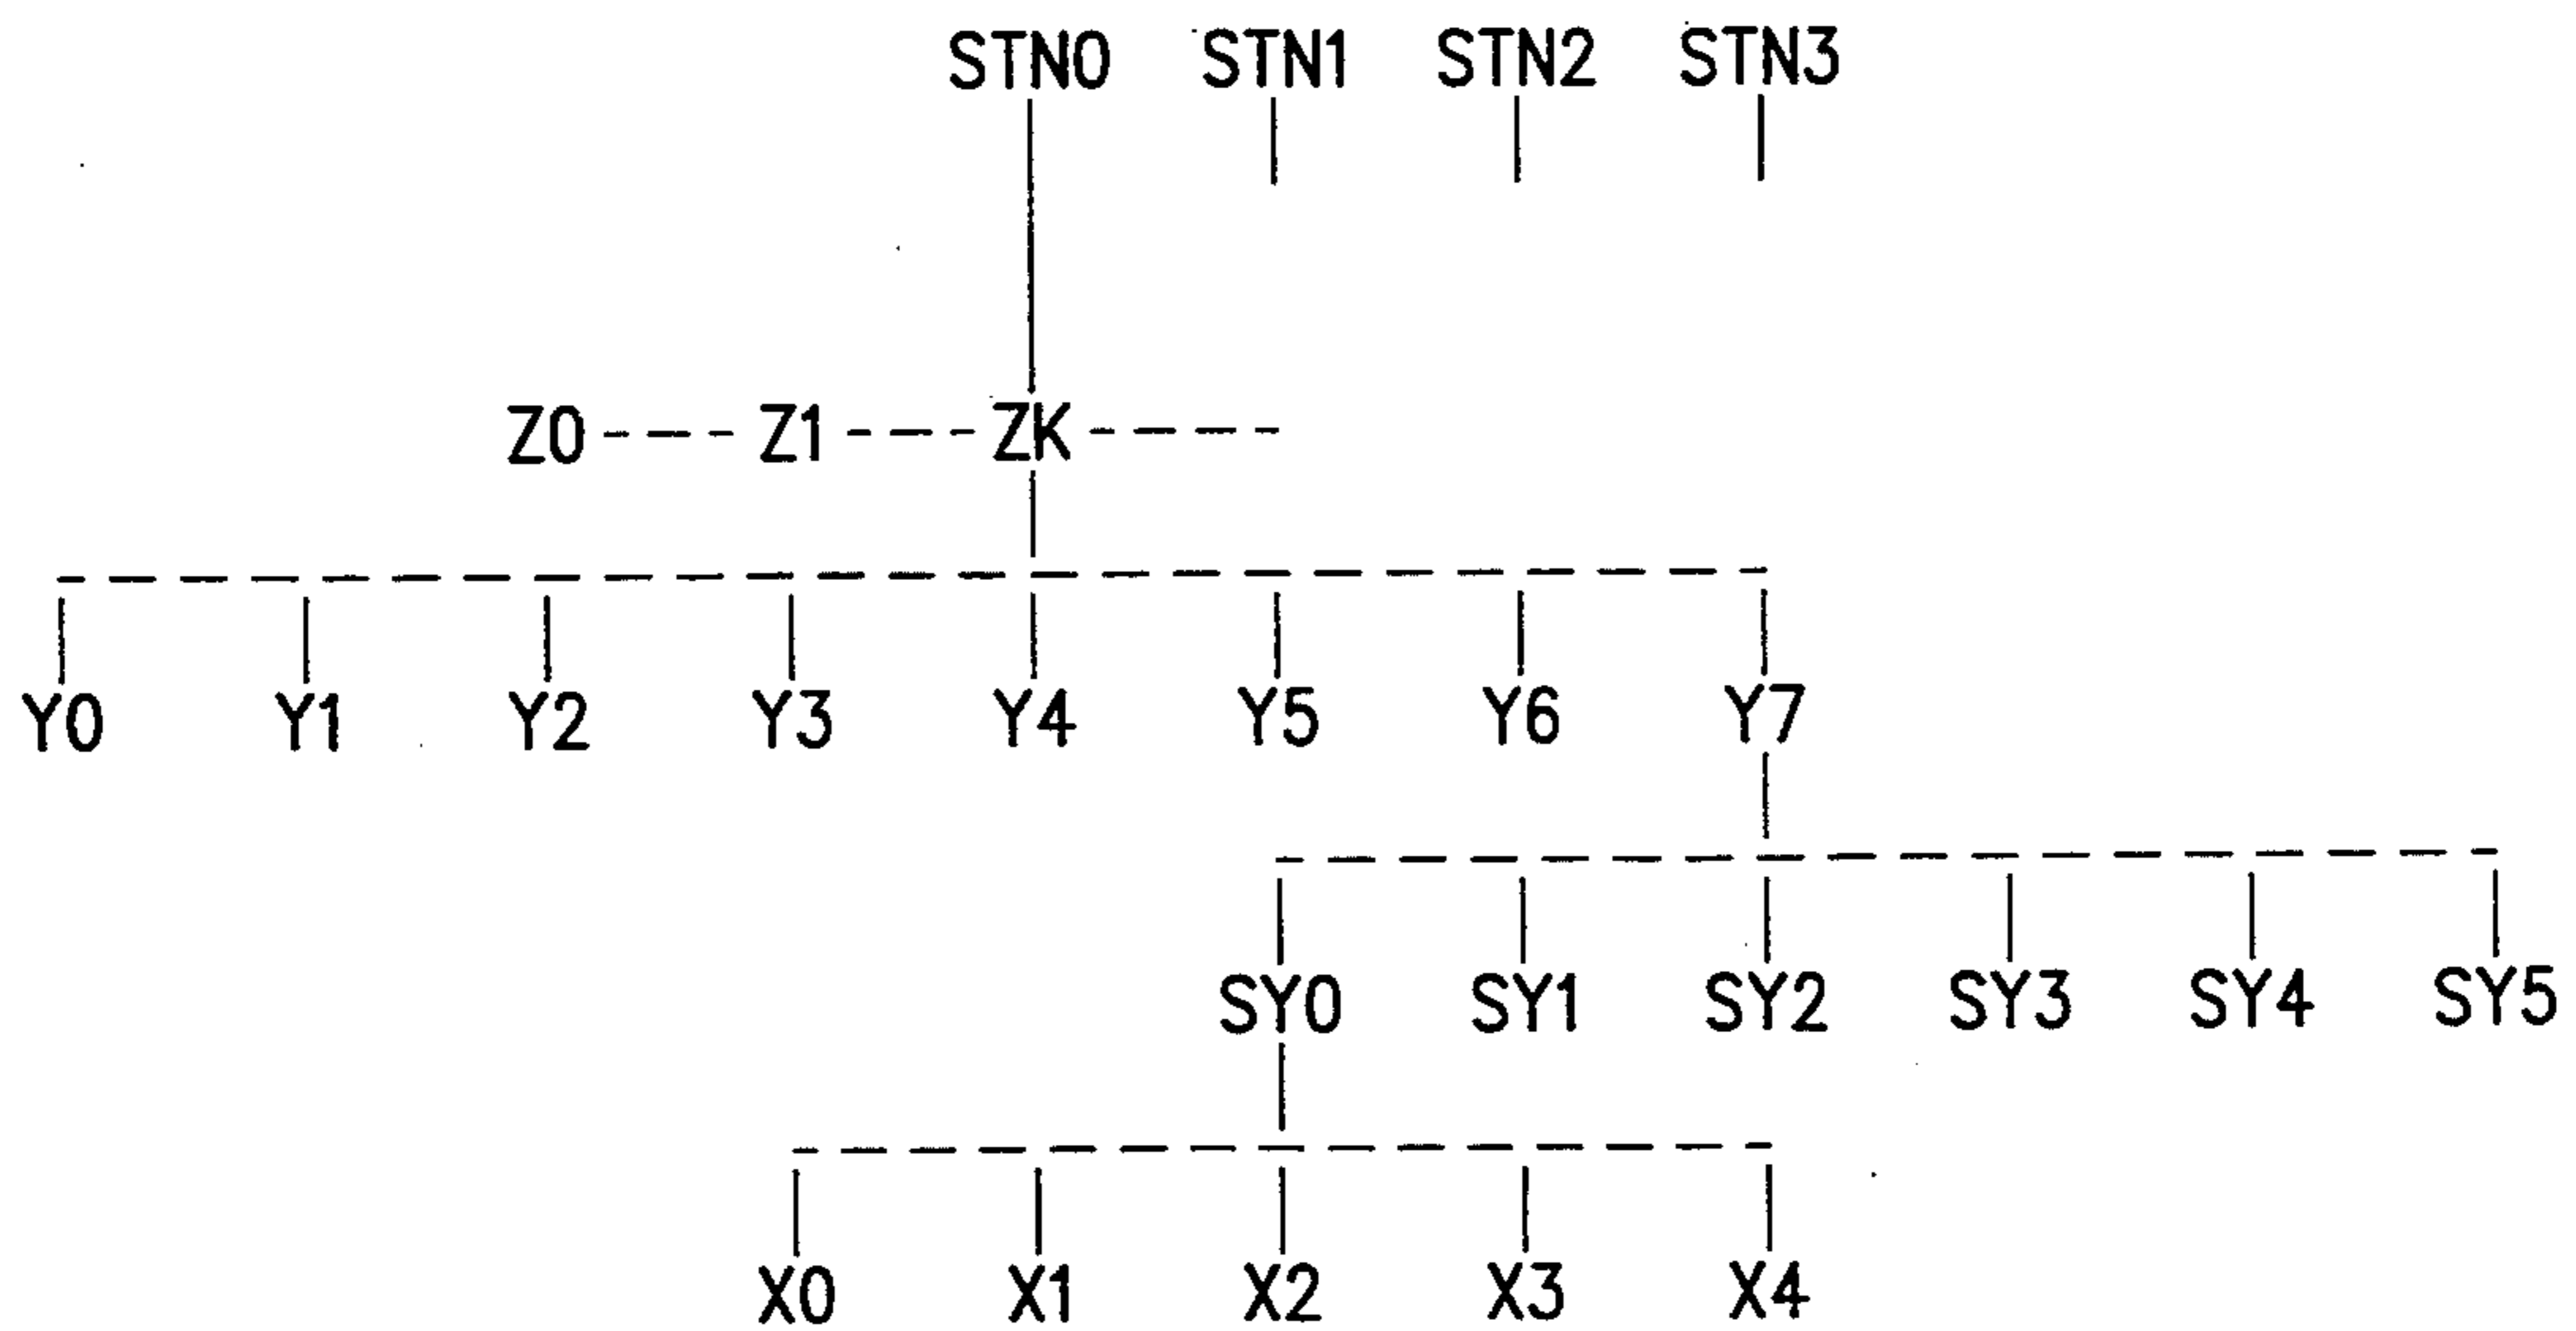 STN0 STN1 STN2 STN3
Z0 Z1 ZK
Y0 Y1 Y2 Y3 Y4 Y5 Y6 Y7
SY0 SY1 SY2 SY3 SY4 SY5
X0 X1 X2 X3 X4